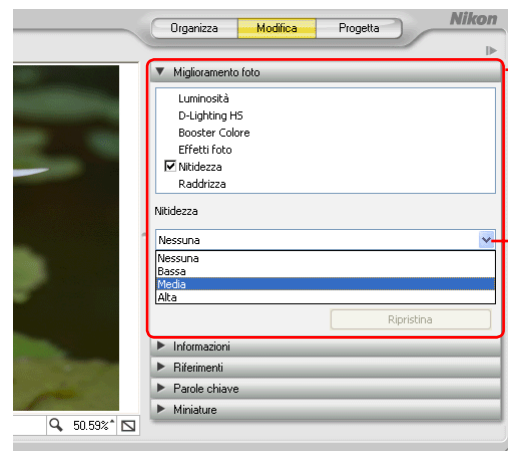 Nikon
Organizza Modifica Progetta
Miglioramento foto
Luminosità
D-Lighting HS
Booster Colore
Effetti foto
Nitidezza
Raddrizza
Nitidezza
Nessuna
Nessuna
Bassa
Media
Alta
Ripristina
Informazioni
Riferimenti
Parole chiave
Miniature
50.59%